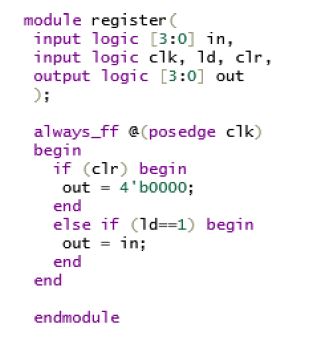 module register(
input logic [3:0] in,
input logic clk, ld, clr,
output logic [3:0] out
);
always_ff @(posedge clk)
begin
if (clr) begin
out = 4'b0000;
end
else if (ld==1) begin
out = in;
end
end
endmodule